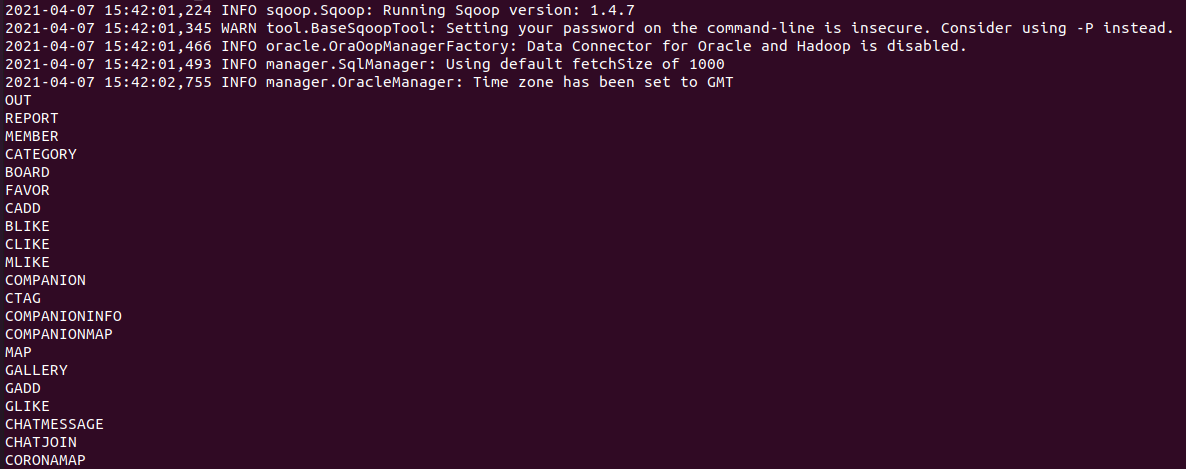 2021-04-07 15:42:01,224 INFO sqoop.Sqoop: Running Sqoop version: 1.4.7
2021-04-07 15:42:01,345 WARN tool.BaseSqoopTool: Setting your password on the command-line is insecure. Consider using -P instead.
2021-04-07 15:42:01,466 INFO oracle.OraOopManagerFactory: Data Connector for Oracle and Hadoop is disabled.
2021-04-07 15:42:01,493 INFO manager.SqlManager: Using default fetchSize of 1000
2021-04-07 15:42:02,755 INFO manager.OracleManager: Time zone has been set to GMT
OUT
REPORT
MEMBER
CATEGORY
BOARD
FAVOR
CADD
BLIKE
CLIKE
MLIKE
COMPANION
CTAG
COMPANIONINFO
COMPANIONMAP
MAP
GALLERY
GADD
GLIKE
CHATMESSAGE
CHATJOIN
CORONAMAP